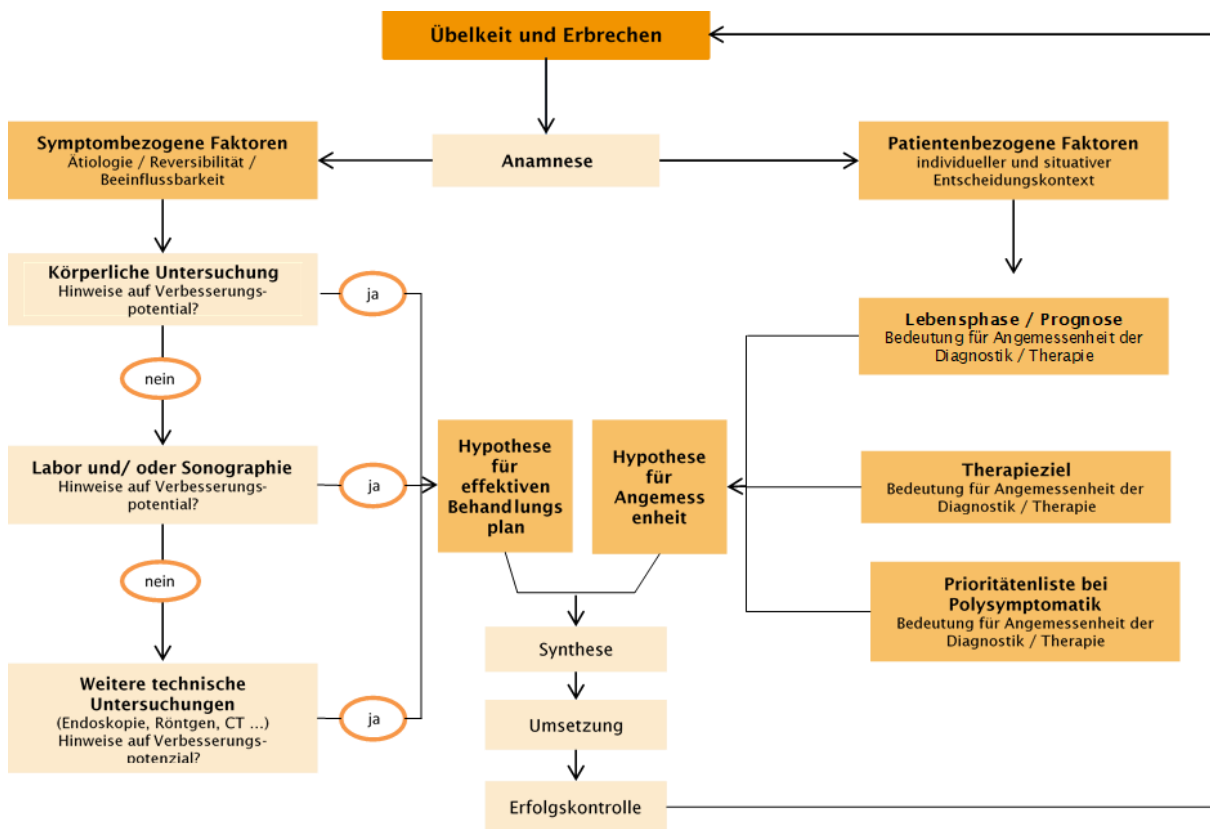 Übelkeit und Erbrechen
Anamnese
Symptombezogene Faktoren
Ätiologie / Reversibilität /
Beeinflussbarkeit
Patientenbezogene Faktoren
individueller und situativer
Entscheidungskontext
Körperliche Untersuchung
Hinweise auf Verbesserungs-
potential?
ja
nein
Labor und/ oder Sonographie
Hinweise auf Verbesserungs-
potential?
ja
nein
Weitere technische
Untersuchungen
(Endoskopie, Röntgen, CT ...)
Hinweise auf Verbesserungs-
potenzial?
ja
Lebensphase / Prognose
Bedeutung für Angemessenheit der
Diagnostik / Therapie
Therapieziel
Bedeutung für Angemessenheit der
Diagnostik / Therapie
Prioritätenliste bei
Polysymptomatik
Bedeutung für Angemessenheit der
Diagnostik / Therapie
Hypothese
für
effektiven
Behandlungs
plan
Hypothese
für
Angemess
enheit
Synthese
Umsetzung
Erfolgskontrolle